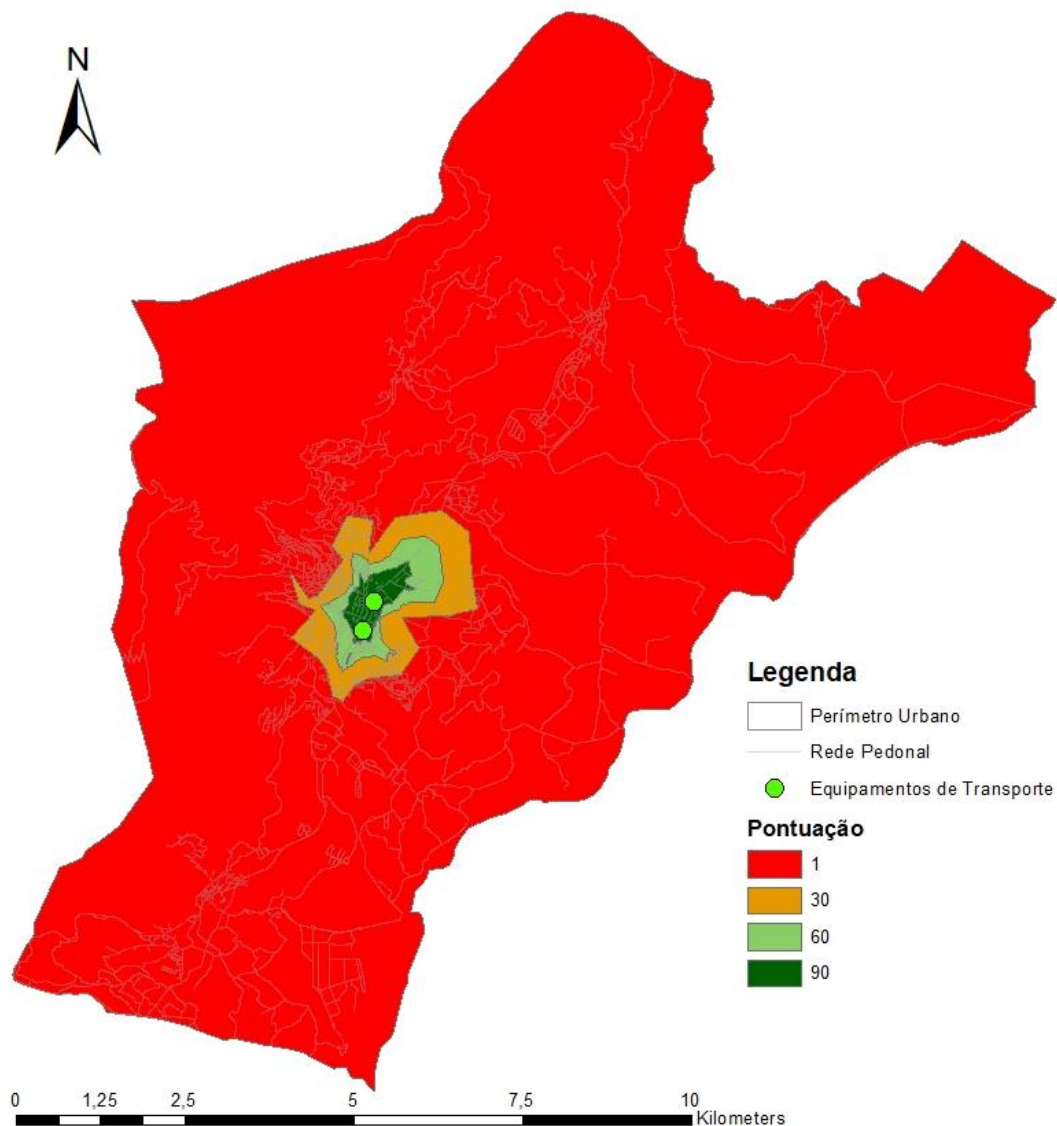 N
Legenda
Perímetro Urbano
Rede Pedonal
Equipamentos de Transporte
Pontuação
1
30
60
90
0 1,25 2,5 5 7,5 10
Kilometers